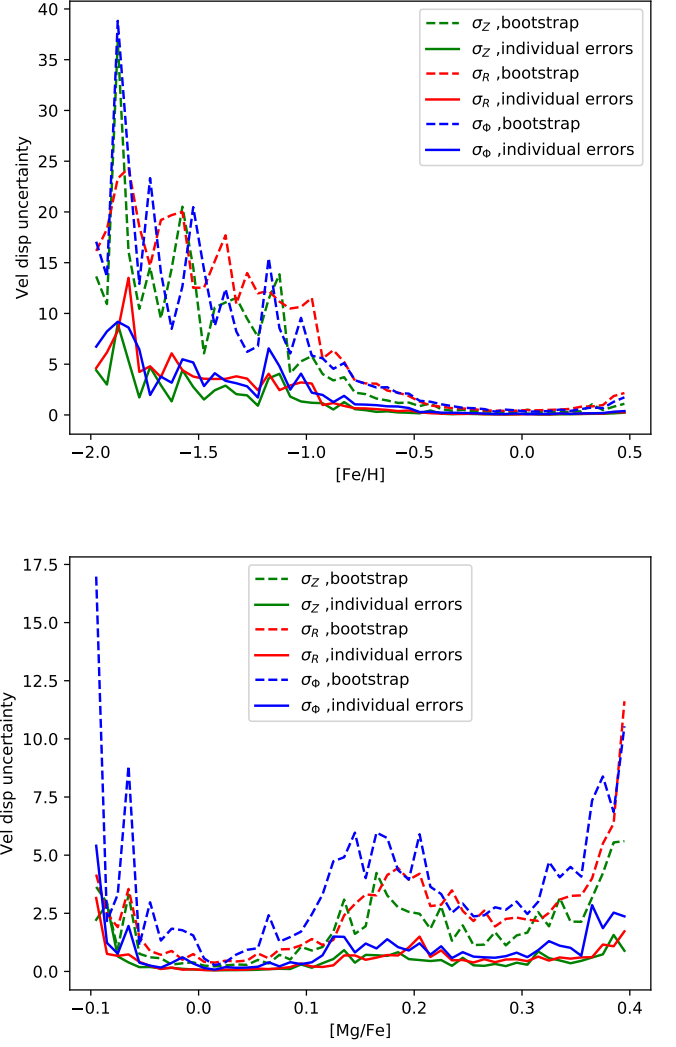 40
35
30
25
20
15
10
5
0
Vel disp uncertainty
σZ ,bootstrap
σZ ,individual errors
σR ,bootstrap
σR ,individual errors
σΦ ,bootstrap
σΦ ,individual errors
−2.0 −1.5 −1.0 −0.5 0.0 0.5
[Fe/H]
17.5
15.0
12.5
10.0
7.5
5.0
2.5
0.0
Vel disp uncertainty
σZ ,bootstrap
σZ ,individual errors
σR ,bootstrap
σR ,individual errors
σΦ ,bootstrap
σΦ ,individual errors
−0.1 0.0 0.1 0.2 0.3 0.4
[Mg/Fe]